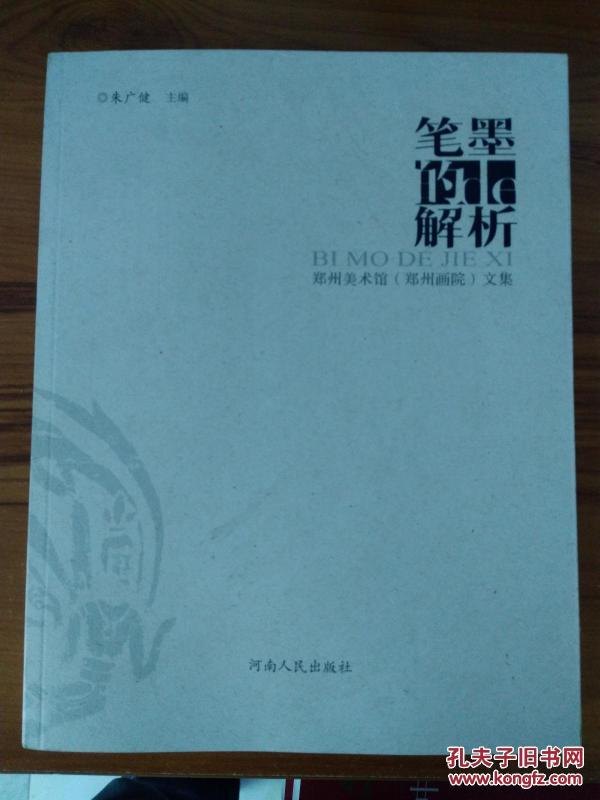 ◎朱广健 主编
笔墨
的de
解析
BI MO DE JIE XI
郑州美术馆（郑州画院）文集
河南人民出版社
孔夫子旧书网
www.kongfz.com